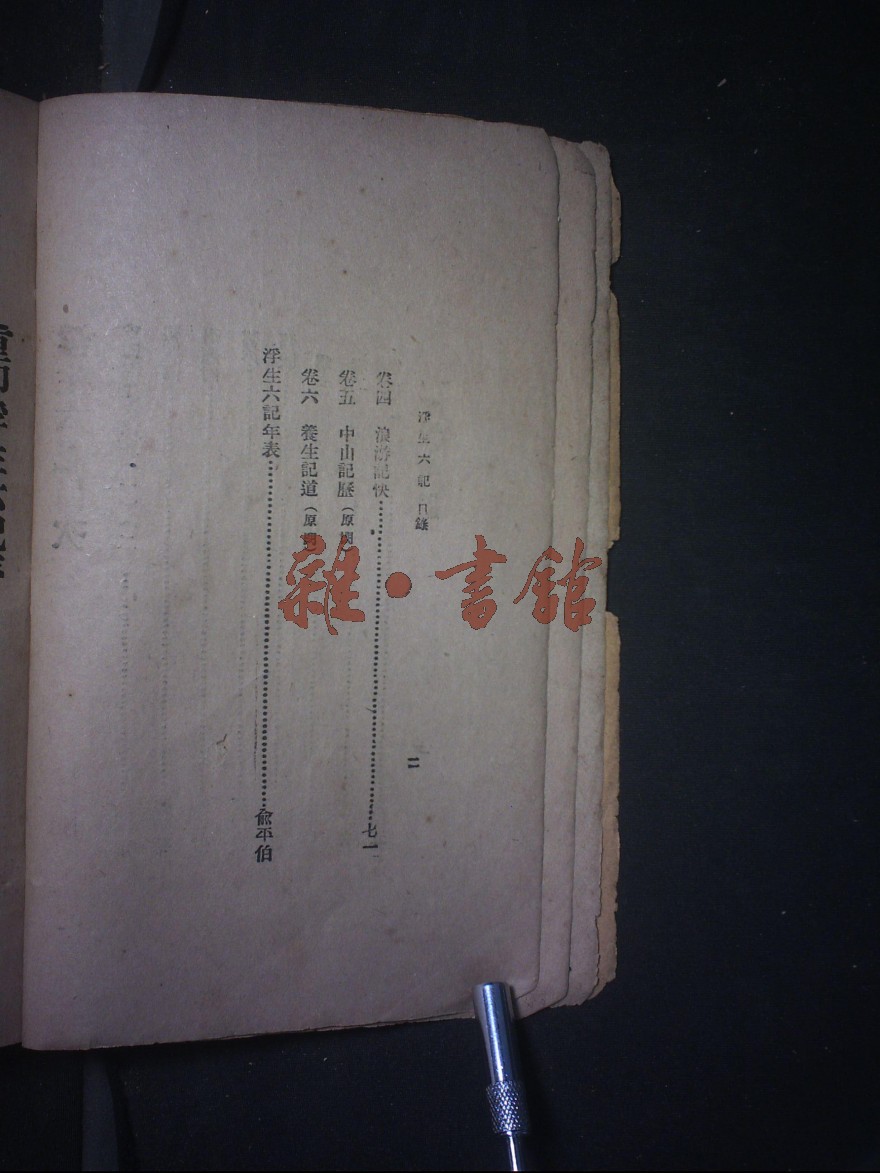 浮生六記 目錄
二
卷四 浪游記快……七一
卷五 中山記歷(原闕)
卷六 養生記道(原闕)
浮生六記年表……俞平伯
雜·書館